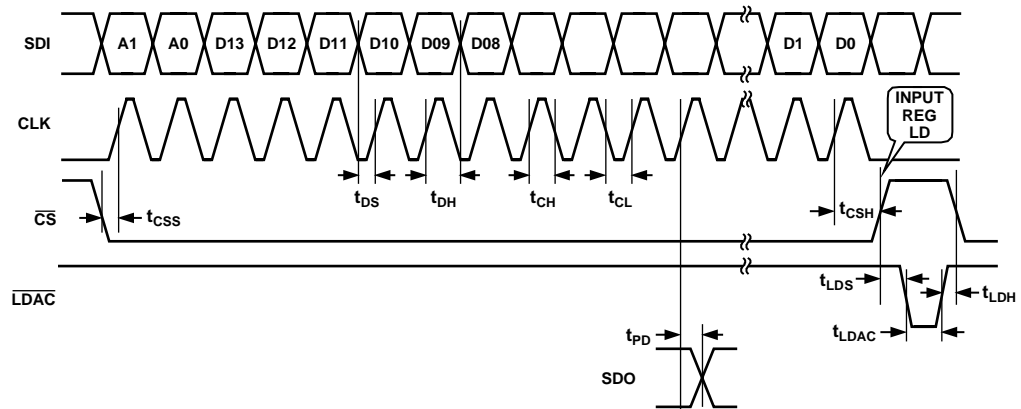 SDI A1 A0 D13 D12 D11 D10 D09 D08 D1 D0
INPUT
REG
LD
CLK
tDS tDH tCH tCL
CS tCSS tCSH
LDAC tLDS tLDH
tLDAC
tPD
SDO